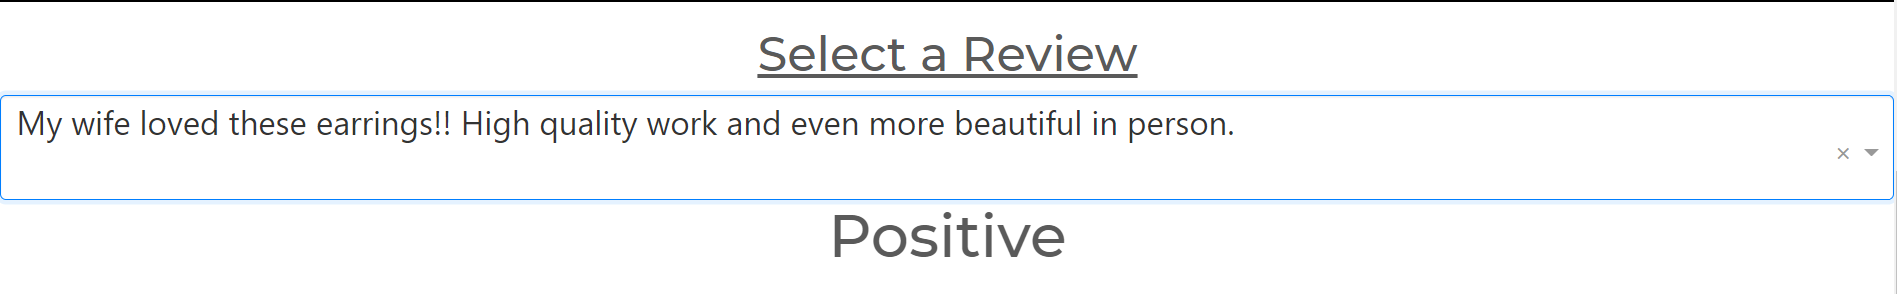 Select a Review
My wife loved these earrings!! High quality work and even more beautiful in person.
Positive